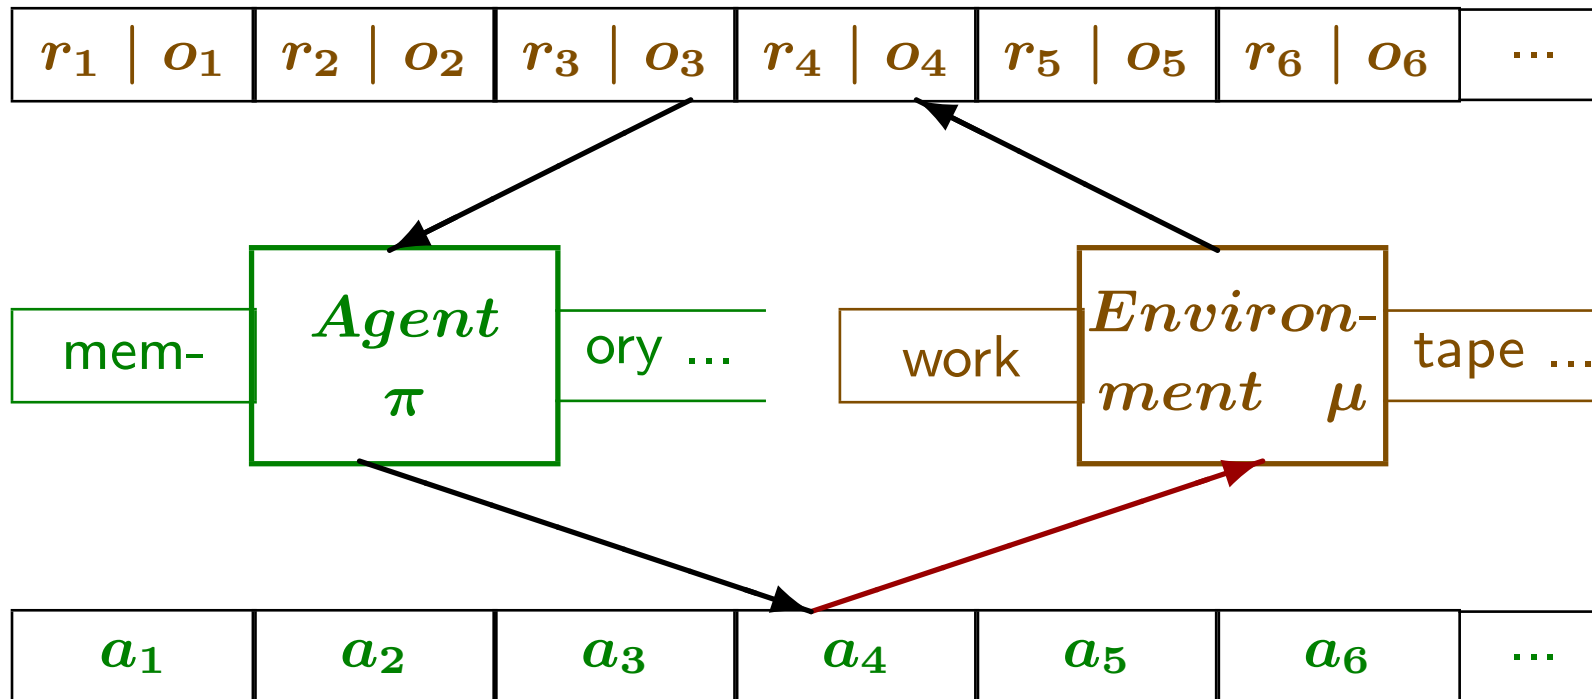 r₁ | o₁ r₂ | o₂ r₃ | o₃ r₄ | o₄ r₅ | o₅ r₆ | o₆ ...
mem- Agent ory ... work Environ- tape ...
π ment μ
a₁ a₂ a₃ a₄ a₅ a₆ ...